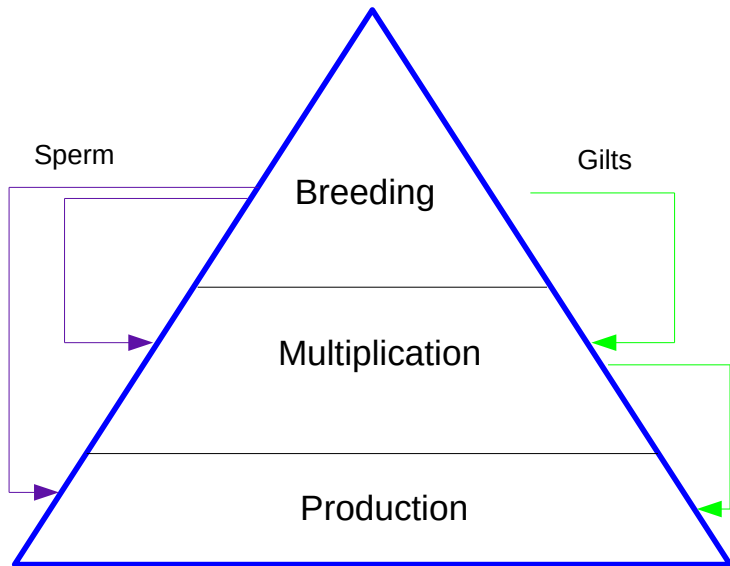 Sperm
Gilts
Breeding
Multiplication
Production